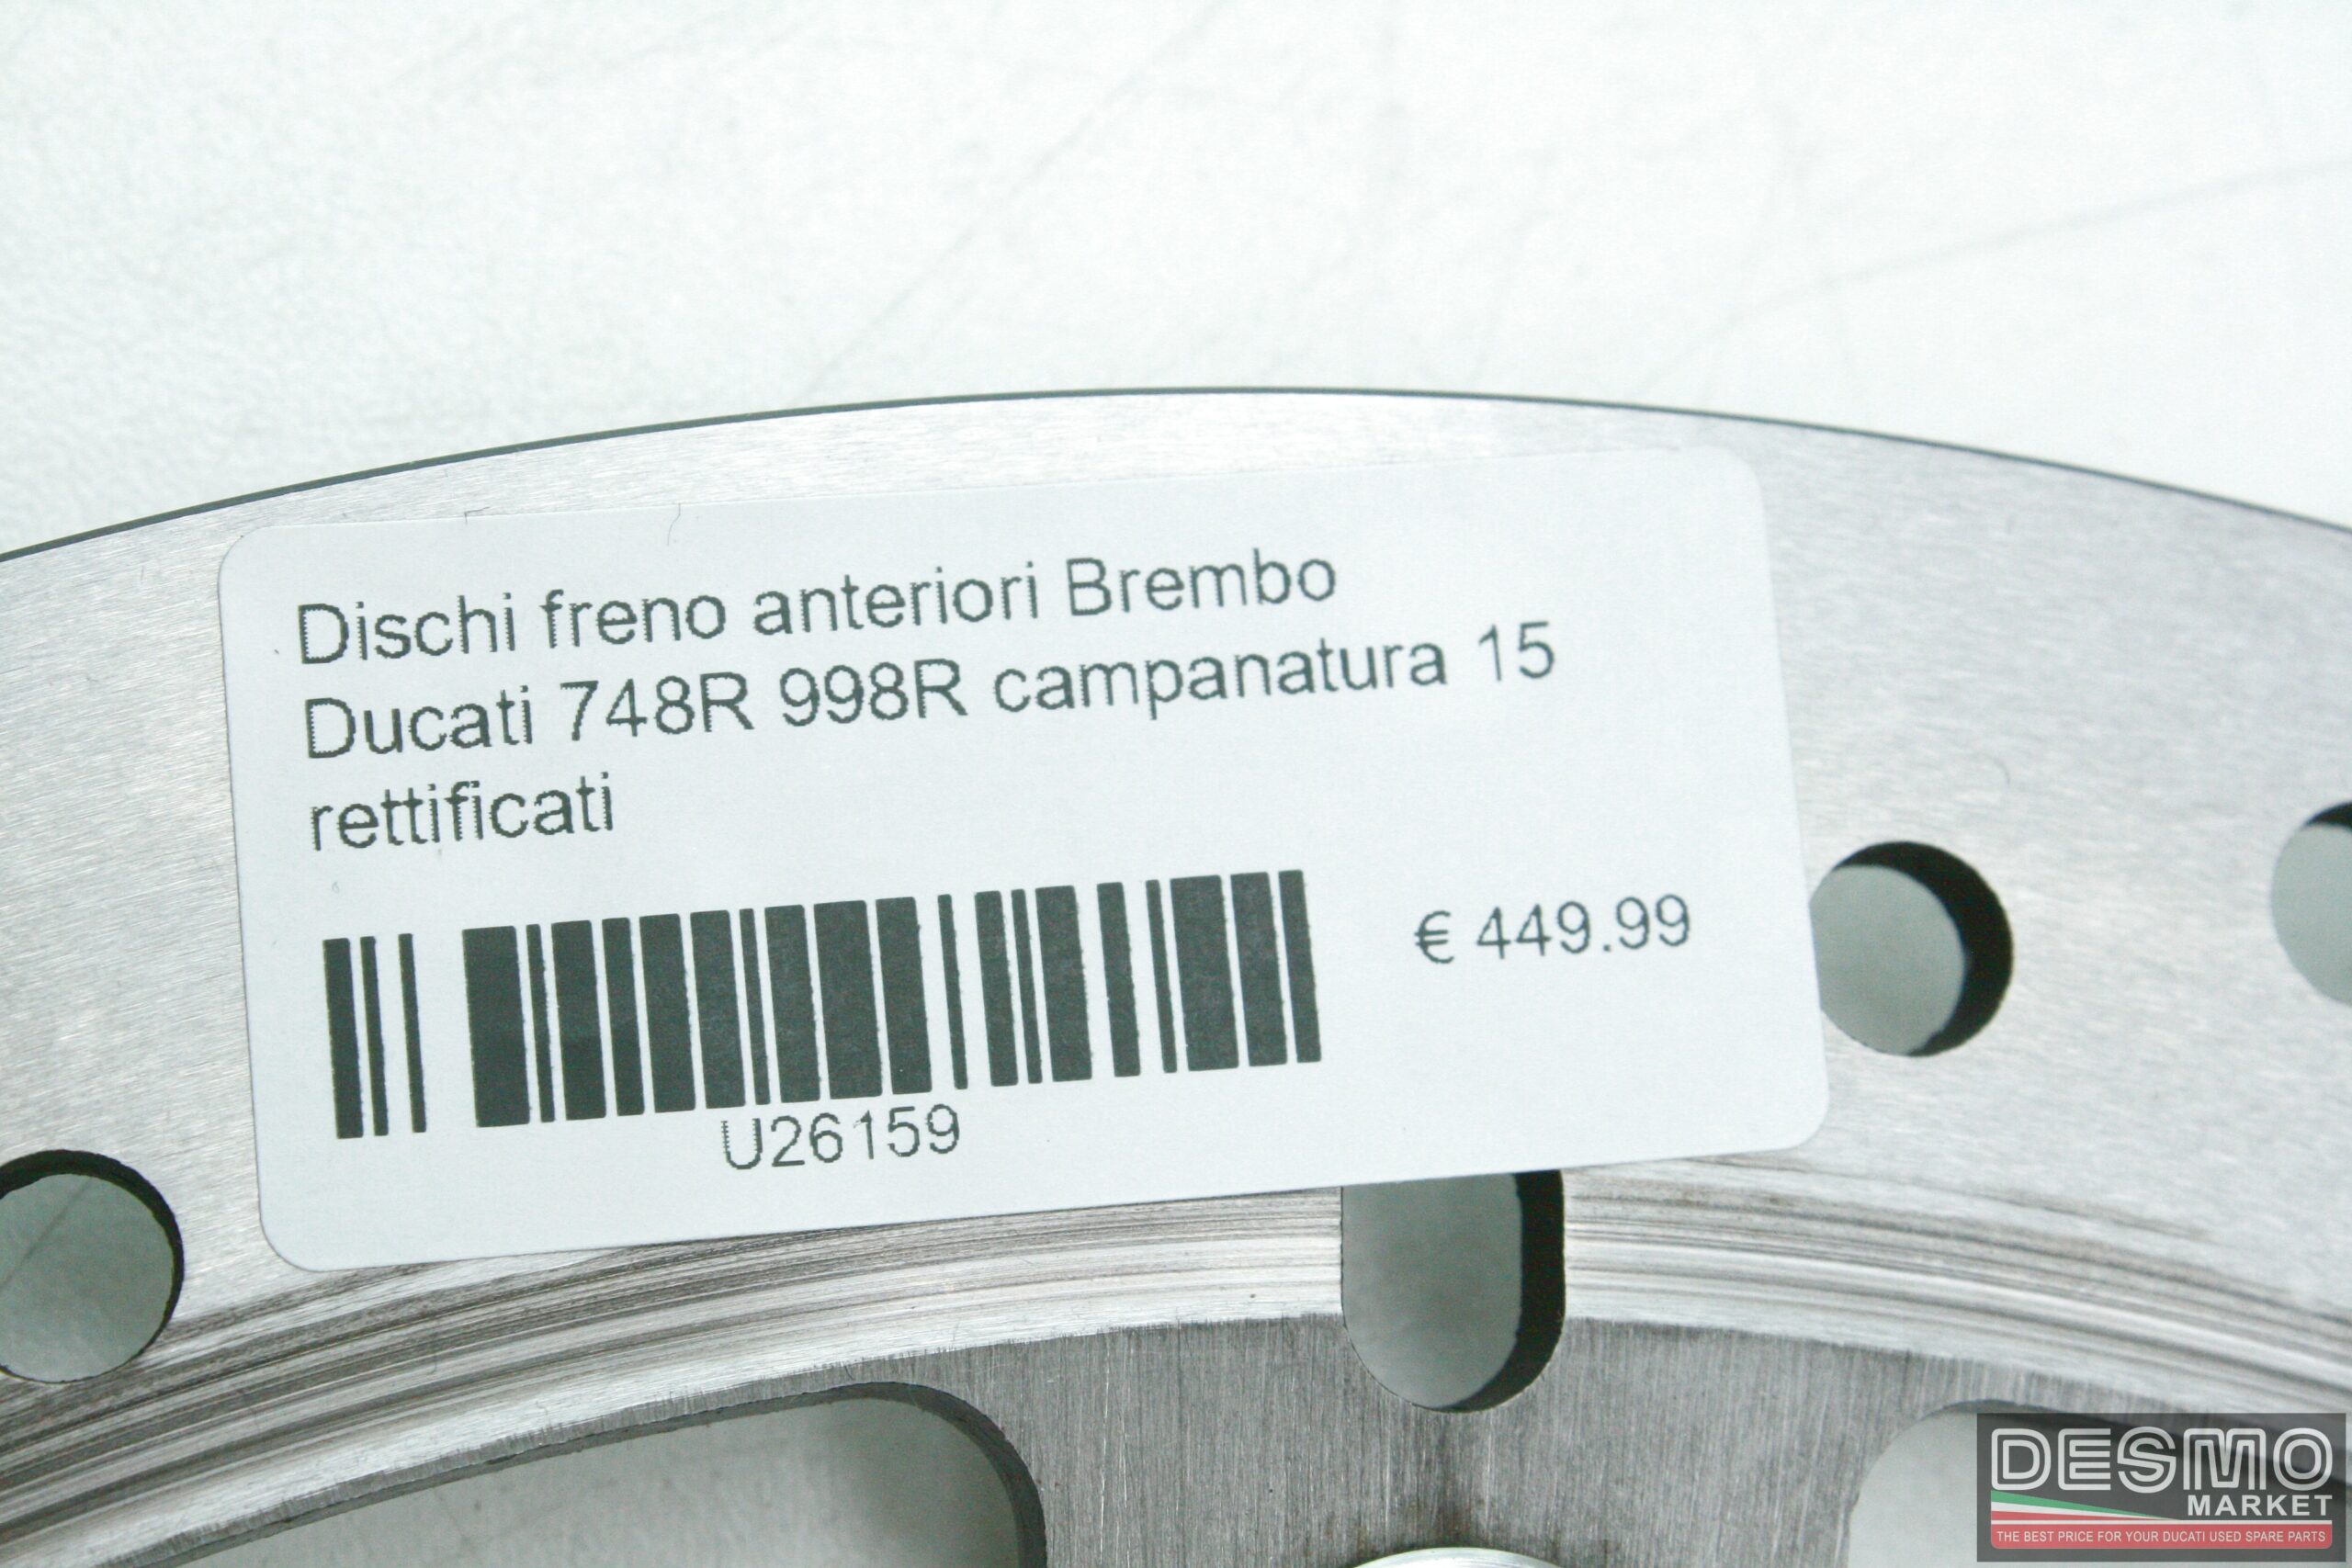 Dischi freno anteriori Brembo
Ducati 748R 998R campanatura 15
rettificati
€ 449.99
U26159
DESMO
MARKET
THE BEST PRICE FOR YOUR DUCATI USED SPARE PARTS